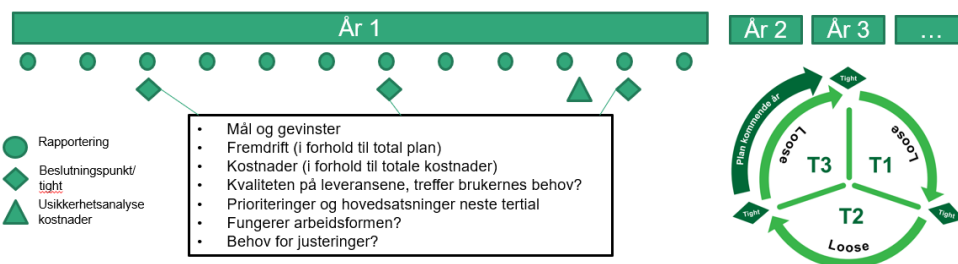 År 1
År 2
År 3
...
Rapportering
Beslutningspunkt/
tight
Usikkerhetsanalyse
kostnader
• Mål og gevinster
• Fremdrift (i forhold til total plan)
• Kostnader (i forhold til totale kostnader)
• Kvaliteten på leveransene, treffer brukernes behov?
• Prioriteringer og hovedsatsninger neste tertial
• Fungerer arbeidsformen?
• Behov for justeringer?
Plan kommende år
Tight
Loose
Loose
T3
T1
Tight
Tight
T2
Loose